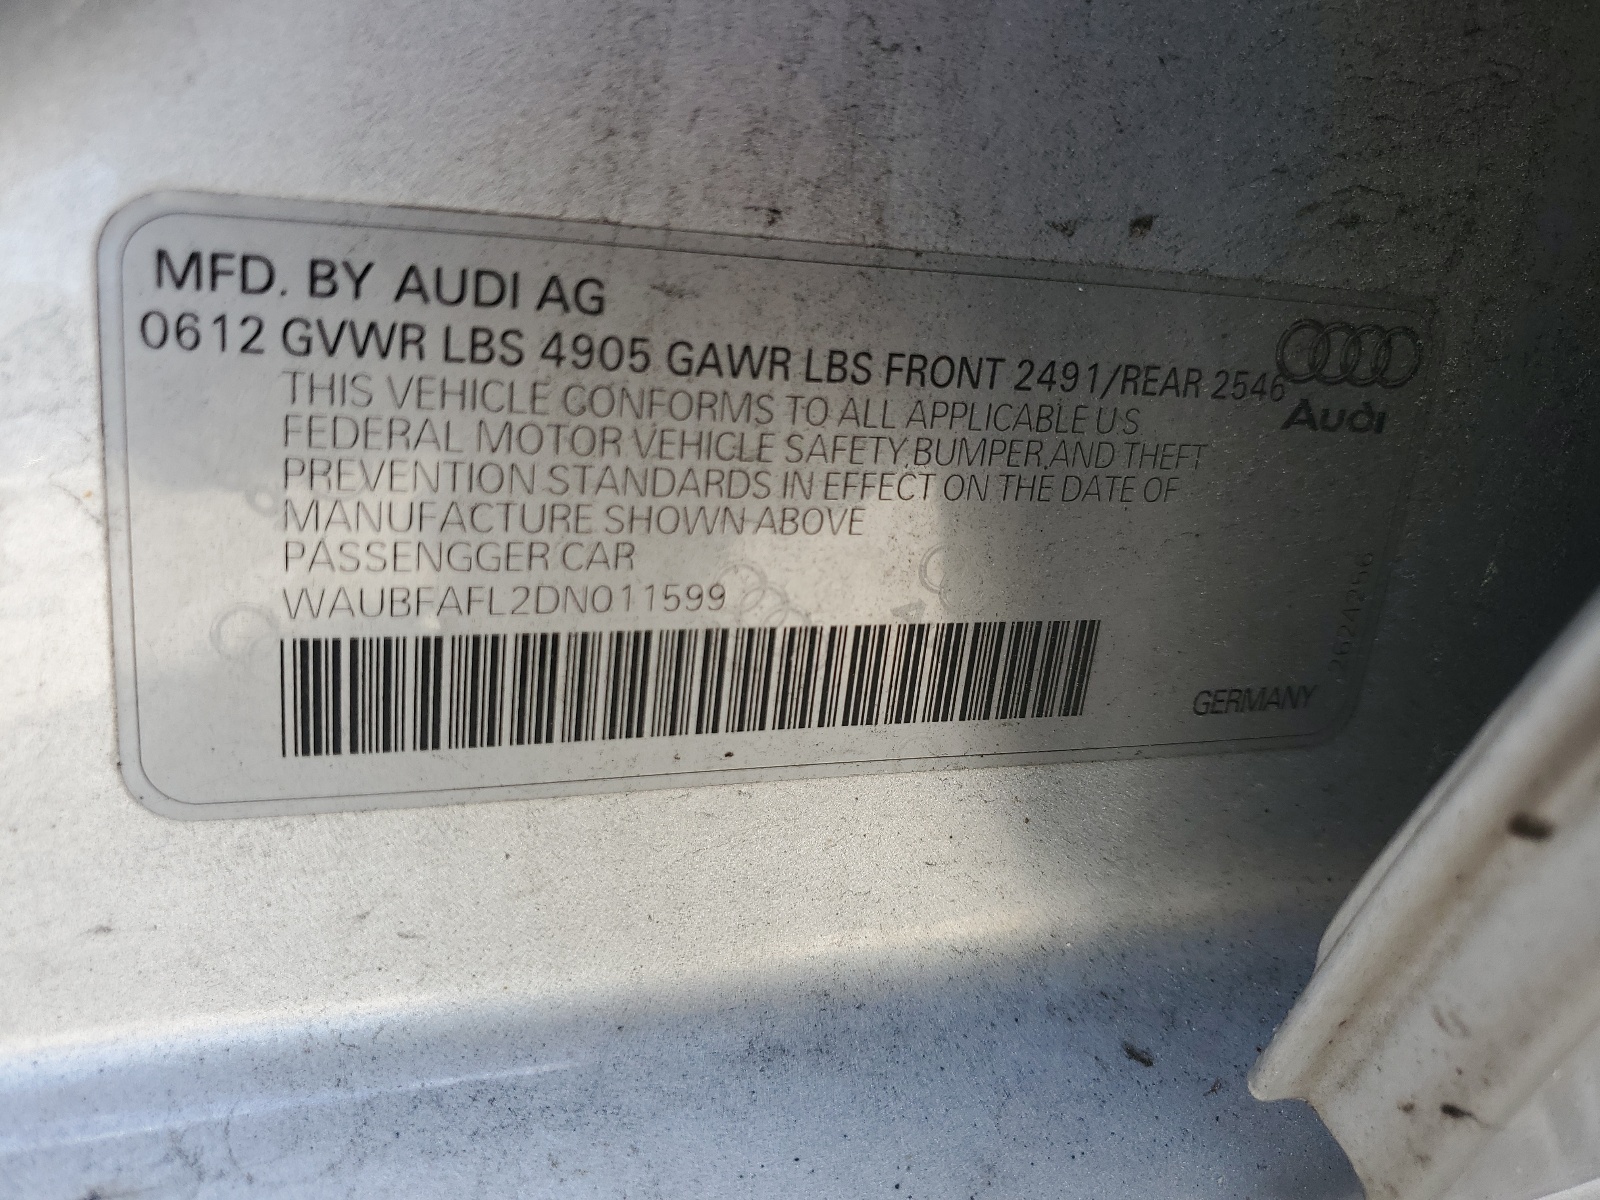 MFD. BY AUDI AG
0612 GVWR LBS 4905 GAWR LBS FRONT 2491/REAR 2546
THIS VEHICLE CONFORMS TO ALL APPLICABLE U S
FEDERAL MOTOR VEHICLE SAFETY, BUMPER, AND THEFT
PREVENTION STANDARDS IN EFFECT ON THE DATE OF
MANUFACTURE SHOWN ABOVE
PASSENGGER CAR
WAUBFAFL2DN011599
Audi
GERMANY
2624256